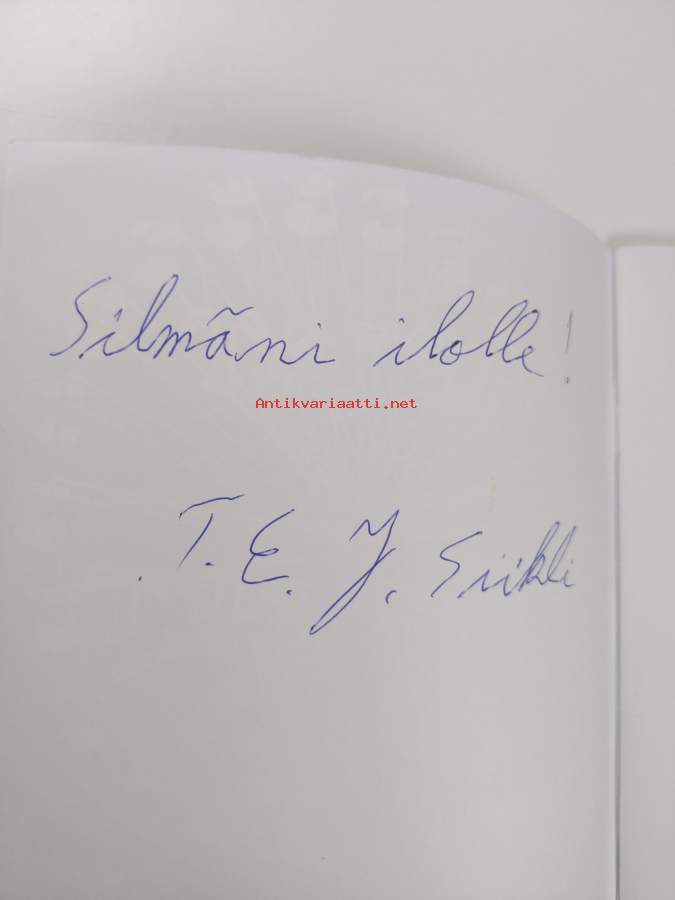 Silmäni ilolle!
Antikvariaatti.net
T. E. J. Siikli